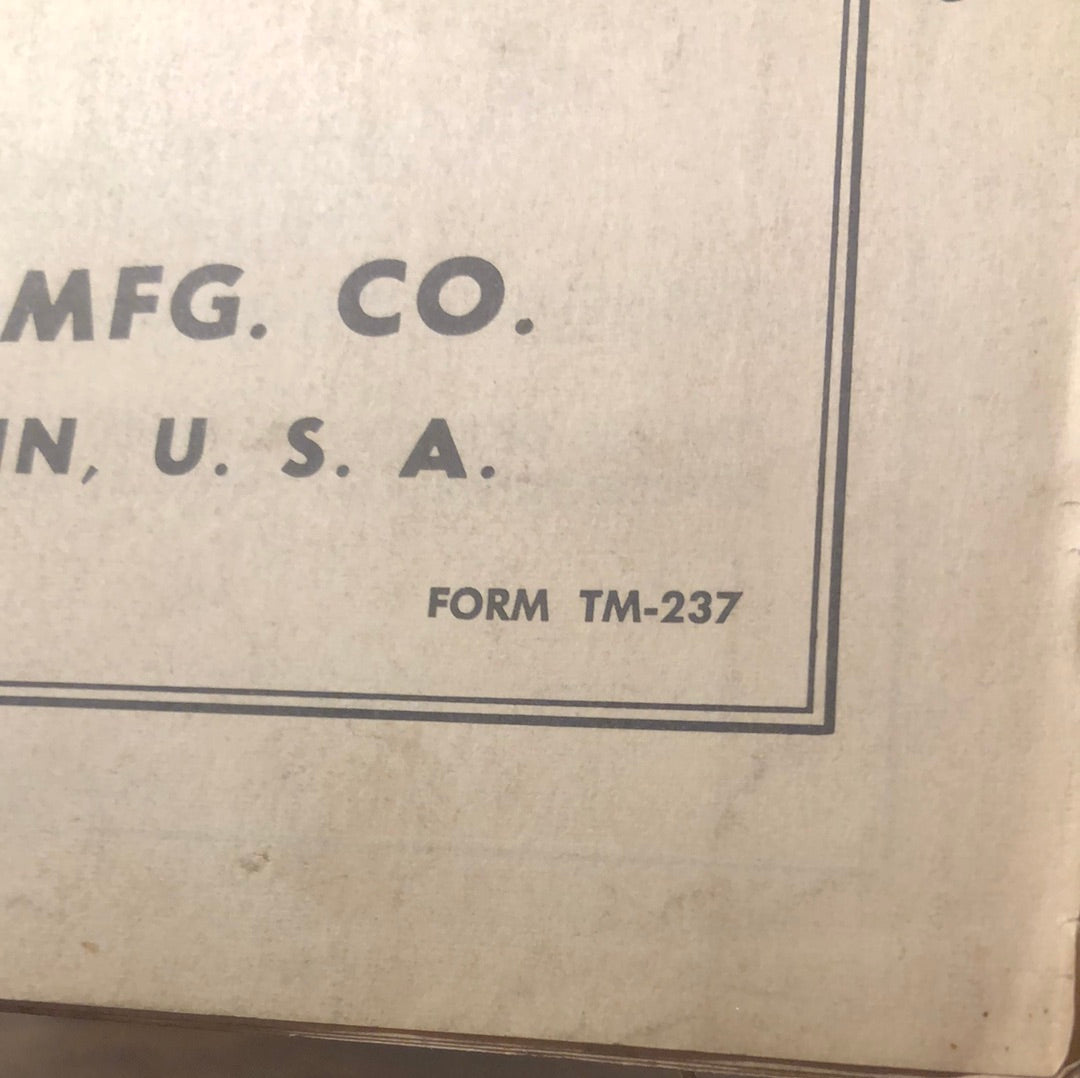 MFG. CO.
IN, U. S. A.
FORM TM-237